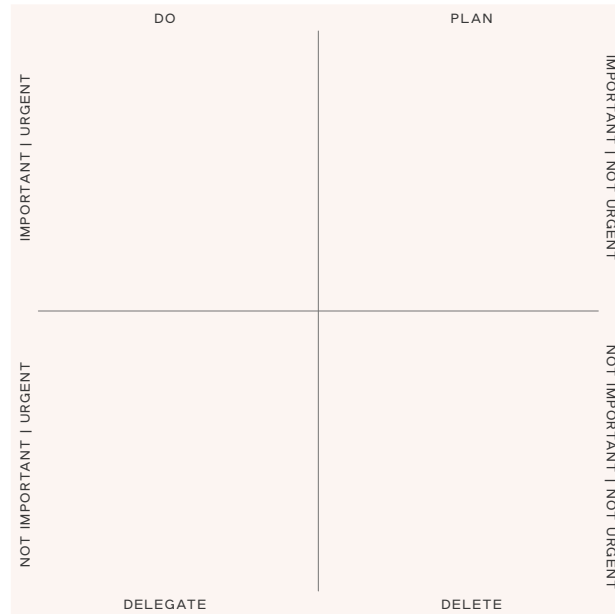 DO
PLAN
IMPORTANT | URGENT
IMPORTANT | NOT URGENT
NOT IMPORTANT | URGENT
NOT IMPORTANT | NOT URGENT
DELEGATE
DELETE